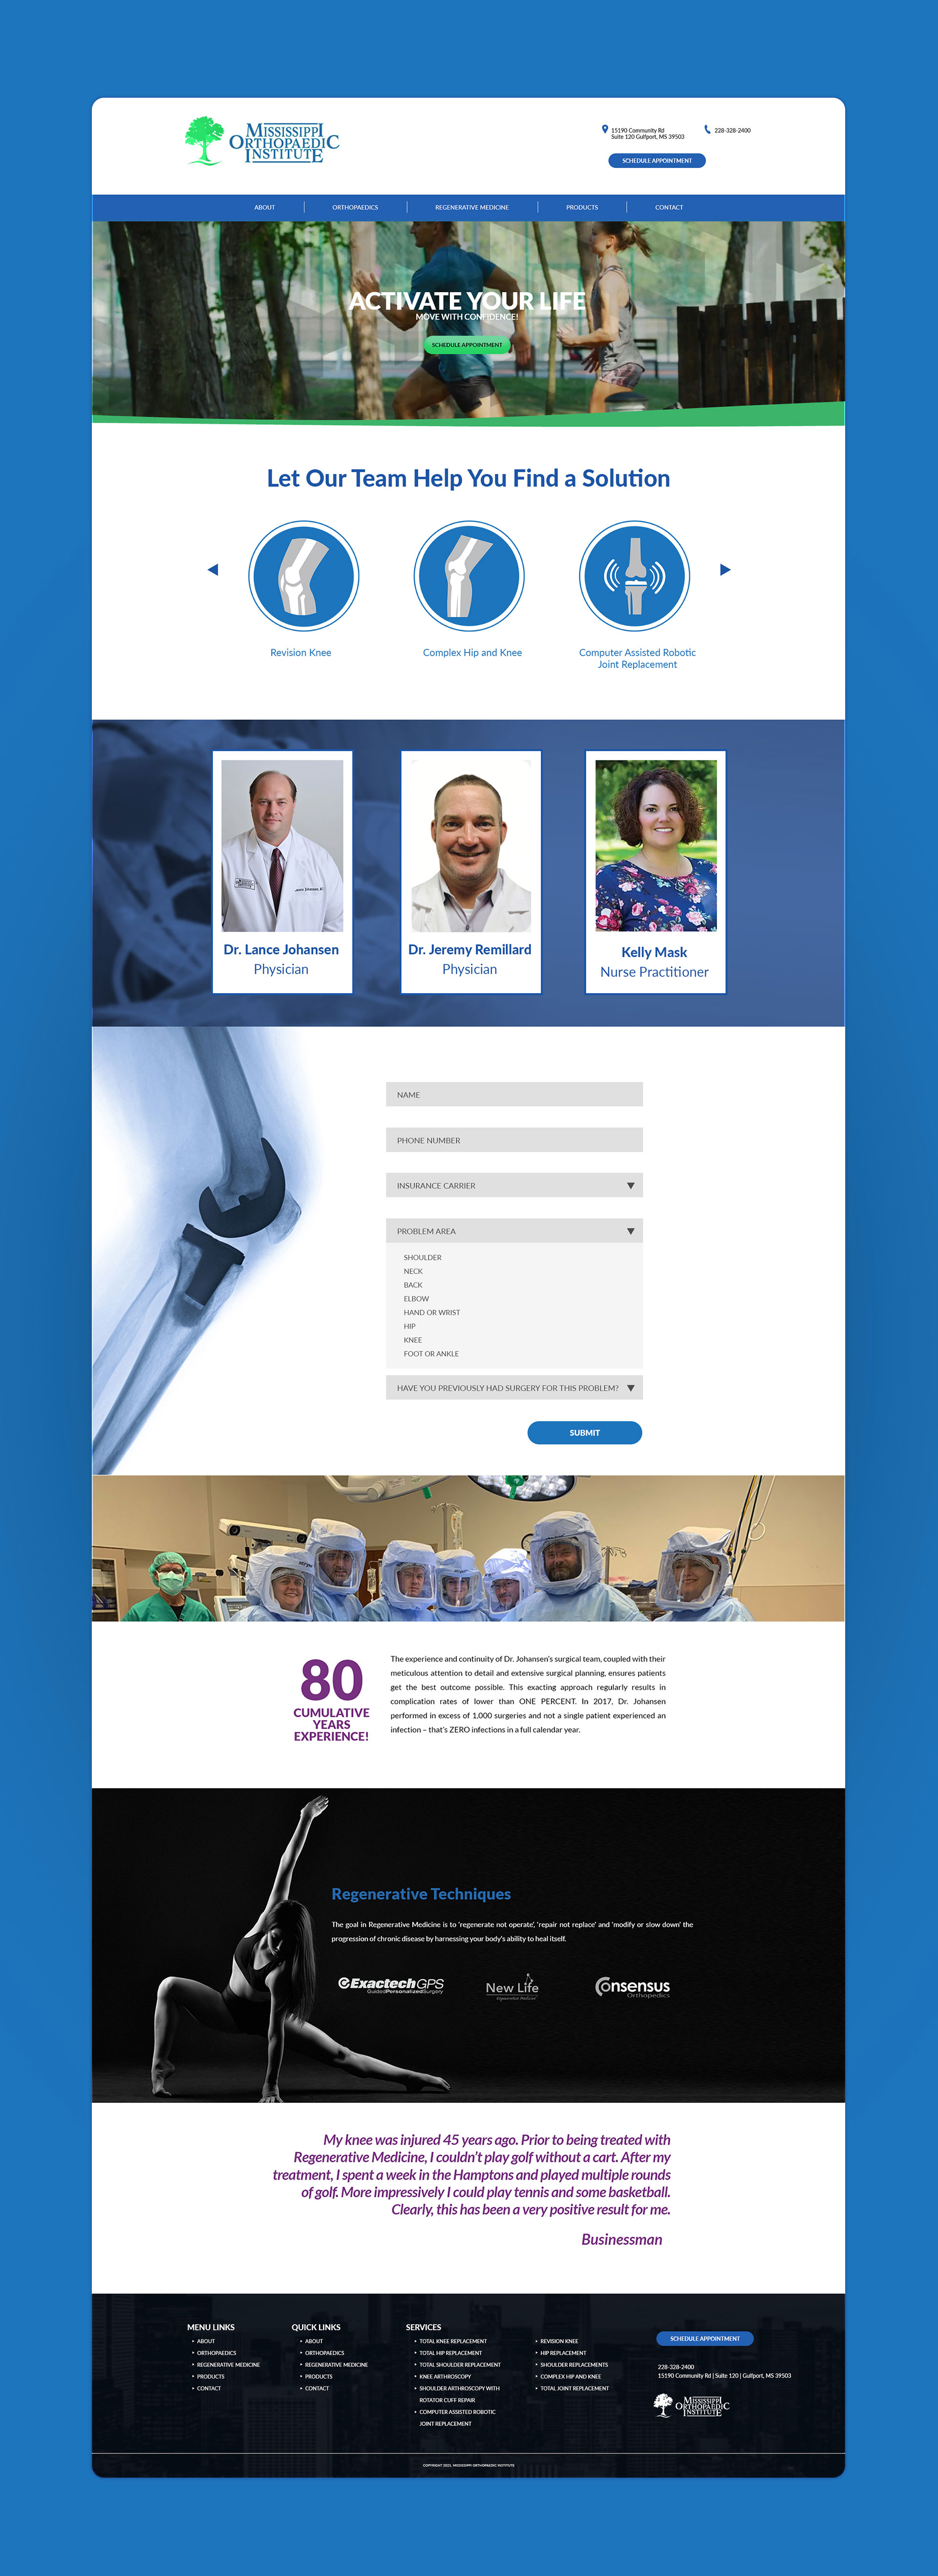 MISSISSIPPI
ORTHOPAEDIC
INSTITUTE
15190 Community Rd
Suite 120 Gulfport, MS 39503
228-328-2400
SCHEDULE APPOINTMENT
ABOUT
ORTHOPAEDICS
REGENERATIVE MEDICINE
PRODUCTS
CONTACT
ACTIVATE YOUR LIFE
MOVE WITH CONFIDENCE!
SCHEDULE APPOINTMENT
Let Our Team Help You Find a Solution
Revision Knee
Complex Hip and Knee
Computer Assisted Robotic
Joint Replacement
Dr. Lance Johansen
Physician
Dr. Jeremy Remillard
Physician
Kelly Mask
Nurse Practitioner
NAME
PHONE NUMBER
INSURANCE CARRIER
PROBLEM AREA
SHOULDER
NECK
BACK
ELBOW
HAND OR WRIST
HIP
KNEE
FOOT OR ANKLE
HAVE YOU PREVIOUSLY HAD SURGERY FOR THIS PROBLEM?
SUBMIT
80
CUMULATIVE
YEARS
EXPERIENCE!
The experience and continuity of Dr. Johansen's surgical team, coupled with their
meticulous attention to detail and extensive surgical planning, ensures patients
get the best outcome possible. This exacting approach regularly results in
complication rates of lower than ONE PERCENT. In 2017, Dr. Johansen
performed in excess of 1,000 surgeries and not a single patient experienced an
infection – that's ZERO infections in a full calendar year.
Regenerative Techniques
The goal in Regenerative Medicine is to 'regenerate not operate', 'repair not replace' and 'modify or slow down' the
progression of chronic disease by harnessing your body's ability to heal itself.
Exactech GPS
GuidedPersonalizedSurgery
New Life
Regenerative Medicine
Consensus
Orthopedics
My knee was injured 45 years ago. Prior to being treated with
Regenerative Medicine, I couldn't play golf without a cart. After my
treatment, I spent a week in the Hamptons and played multiple rounds
of golf. More impressively I could play tennis and some basketball.
Clearly, this has been a very positive result for me.
Businessman
MENU LINKS
ABOUT
ORTHOPAEDICS
REGENERATIVE MEDICINE
PRODUCTS
CONTACT
QUICK LINKS
ABOUT
ORTHOPAEDICS
REGENERATIVE MEDICINE
PRODUCTS
CONTACT
SERVICES
TOTAL KNEE REPLACEMENT
TOTAL HIP REPLACEMENT
TOTAL SHOULDER REPLACEMENT
KNEE ARTHROSCOPY
SHOULDER ARTHROSCOPY WITH
ROTATOR CUFF REPAIR
COMPUTER ASSISTED ROBOTIC
JOINT REPLACEMENT
REVISION KNEE
HIP REPLACEMENT
SHOULDER REPLACEMENTS
COMPLEX HIP AND KNEE
TOTAL JOINT REPLACEMENT
SCHEDULE APPOINTMENT
228-328-2400
15190 Community Rd | Suite 120 | Gulfport, MS 39503
MISSISSIPPI
ORTHOPAEDIC
INSTITUTE
COPYRIGHT 2021. MISSISSIPPI ORTHOPAEDIC INSTITUTE